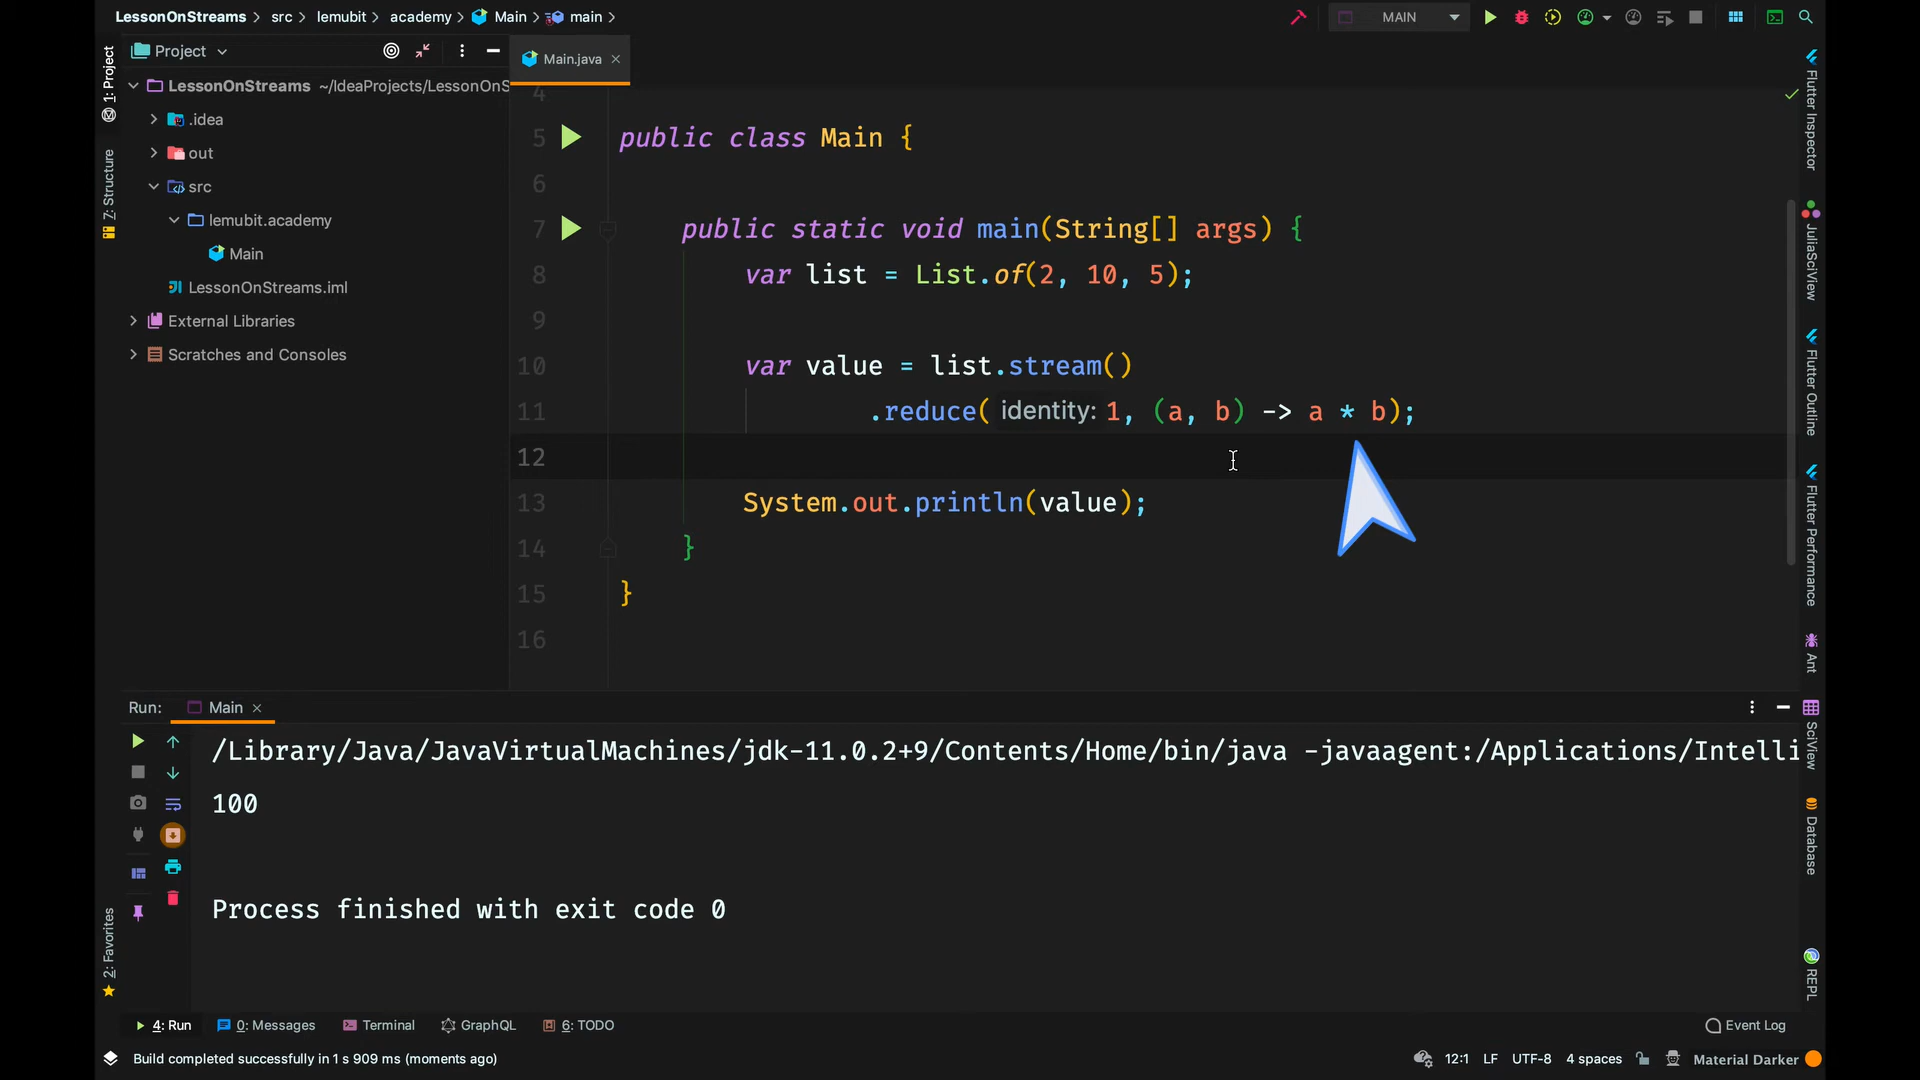 LessonOnStreams > src > lemubit > academy > Main > main >
MAIN
Project
Main.java
1: Project
7: Structure
2: Favorites
LessonOnStreams ~/IdeaProjects/LessonOnS
.idea
out
src
lemubit.academy
Main
LessonOnStreams.iml
External Libraries
Scratches and Consoles
4
5 public class Main {
6
7 public static void main(String[] args) {
8 var list = List.of(2, 10, 5);
9
10 var value = list.stream()
11 .reduce( identity: 1, (a, b) -> a * b);
12
13 System.out.println(value);
14 }
15 }
16
Flutter Inspector
JuliaSciView
Flutter Outline
Flutter Performance
Ant
SciView
Database
REPL
Run: Main
/Library/Java/JavaVirtualMachines/jdk-11.0.2+9/Contents/Home/bin/java -javaagent:/Applications/Intelli
100
Process finished with exit code 0
4: Run 0: Messages Terminal GraphQL 6: TODO Event Log
Build completed successfully in 1 s 909 ms (moments ago) 12:1 LF UTF-8 4 spaces Material Darker